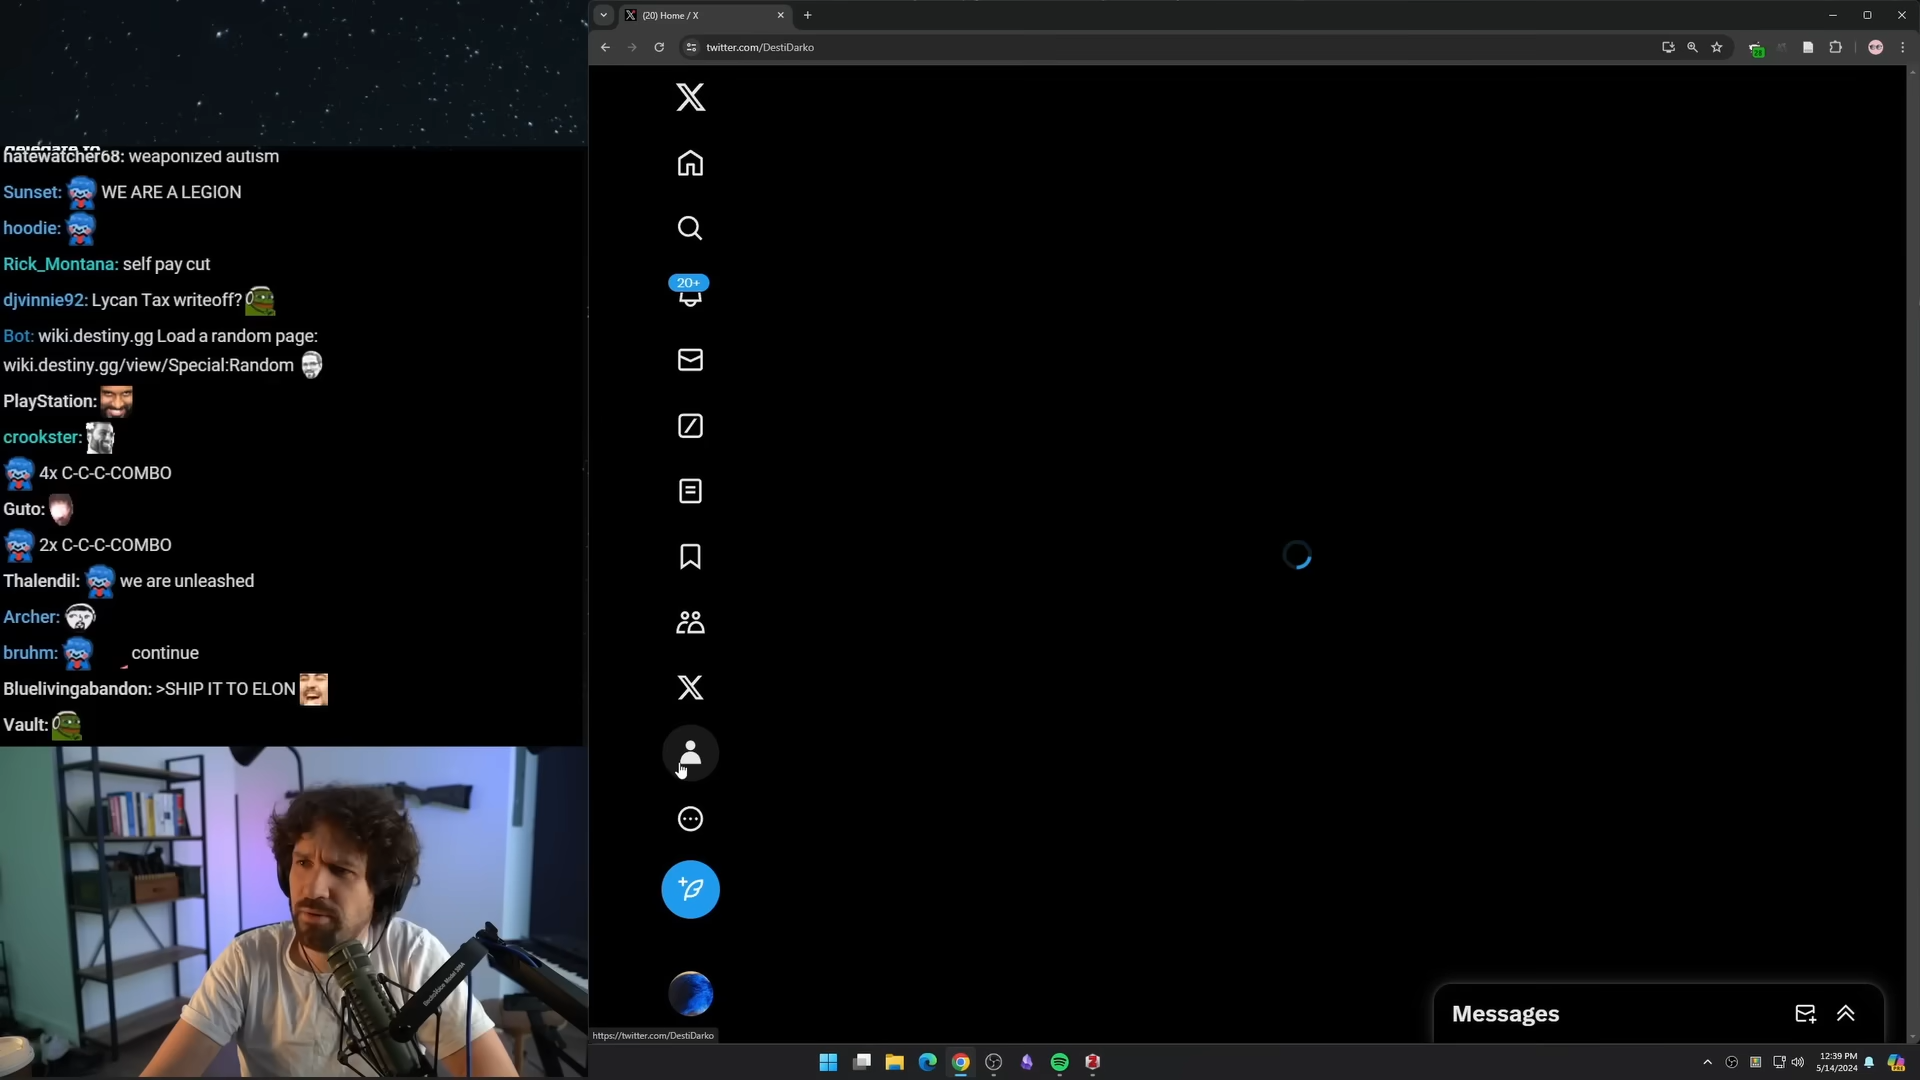 (20) Home / X
twitter.com/DestiDarko
28
hatewatcher68: weaponized autism
Sunset: WE ARE A LEGION
hoodie:
Rick_Montana: self pay cut
djvinnie92: Lycan Tax writeoff?
Bot: wiki.destiny.gg Load a random page:
wiki.destiny.gg/view/Special:Random
PlayStation:
crookster:
4x C-C-C-COMBO
Guto:
2x C-C-C-COMBO
Thalendil: we are unleashed
Archer:
bruhm: continue
Bluelivingabandon: >SHIP IT TO ELON
Vault:
20+
Messages
https://twitter.com/DestiDarko
12:39 PM
5/14/2024